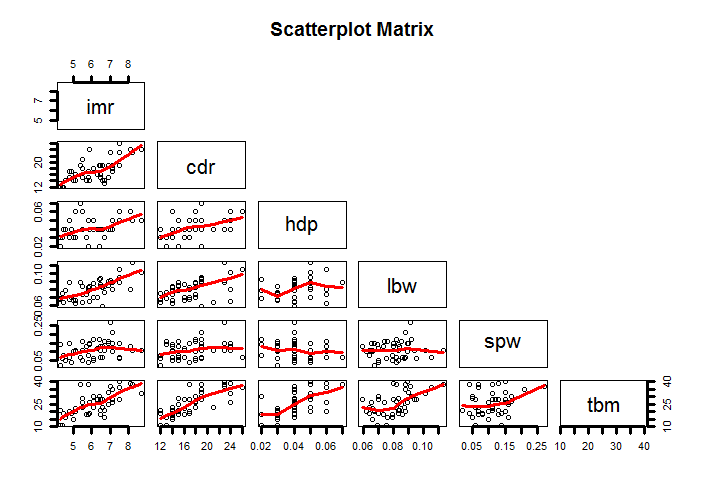 Scatterplot Matrix
5 6 7 8
5 7
imr
12 20
cdr
0.02 0.06
hdp
0.06 0.10
lbw
0.05 0.25
spw
10 25 40
tbm
10 25 40
5 6 7 8
12 16 20 24
0.02 0.04 0.06
0.06 0.08 0.10
0.05 0.15 0.25
10 20 30 40